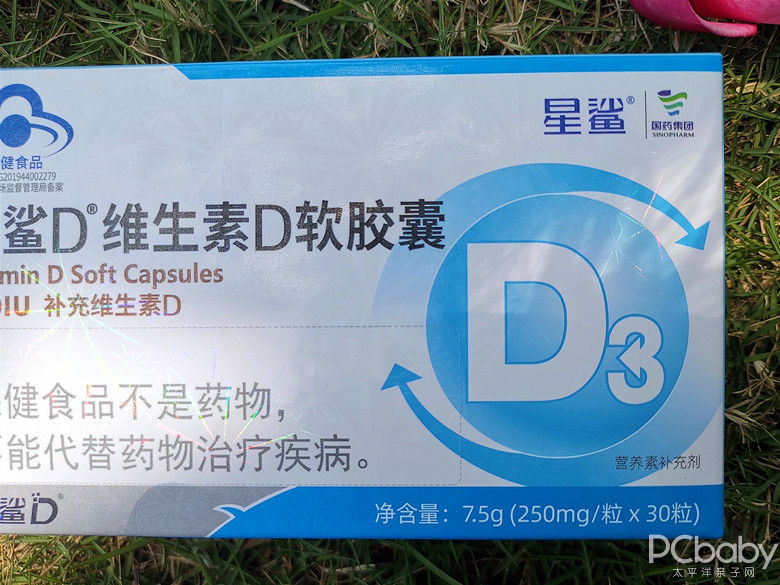 星鲨®
国药集团
SINOPHARM
健食品
G201944002279
场监督管理局备案
鲨D®维生素D软胶囊
min D Soft Capsules
IU 补充维生素D
D3
健食品不是药物，
能代替药物治疗疾病。
营养素补充剂
鲨D®
净含量：7.5g (250mg/粒 x 30粒)
PCbaby
太平洋亲子网